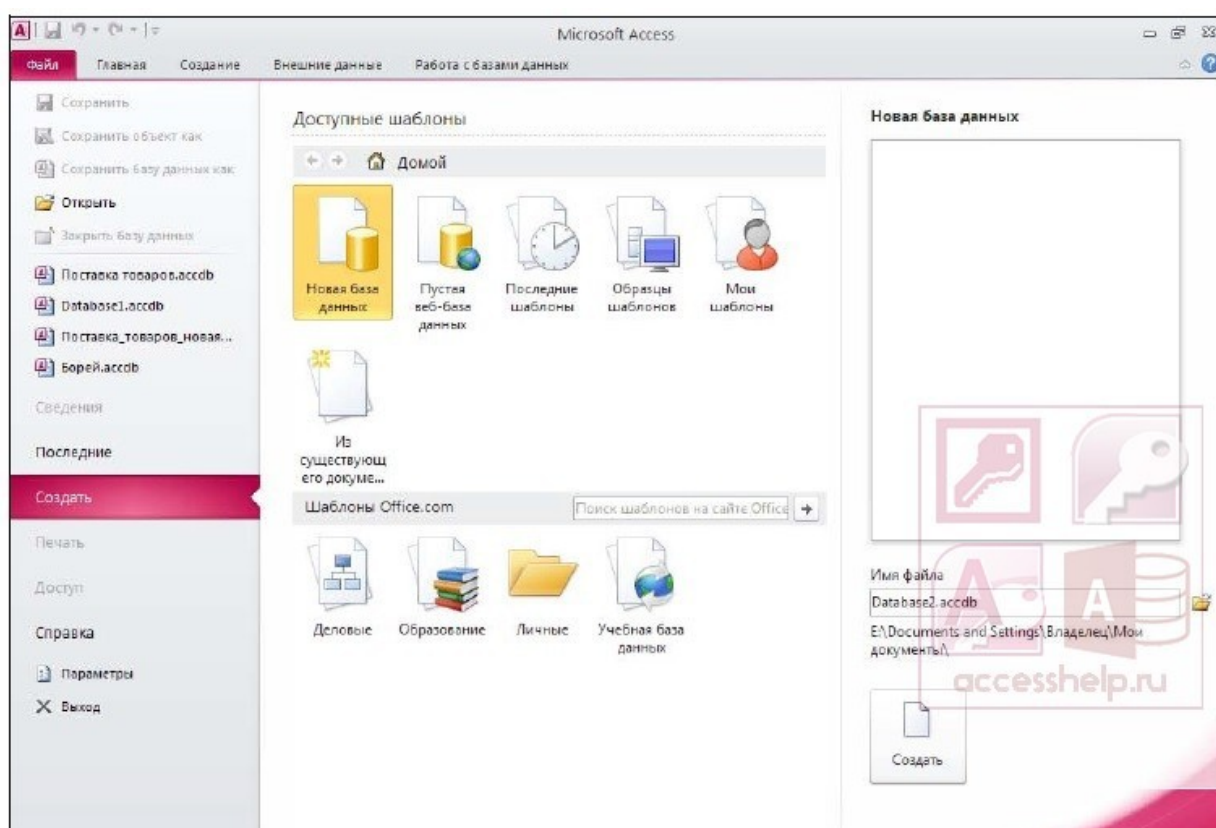 Microsoft Access
Файл
Главная
Создание
Внешние данные
Работа с базами данных
Сохранить
Сохранить объект как
Сохранить базу данных как
Открыть
Закрыть базу данных
Поставка товаров.accdb
Database1.accdb
Поставка_товаров_новая...
Борей.accdb
Сведения
Последние
Создать
Печать
Доступ
Справка
Параметры
Выход
Доступные шаблоны
Домой
Новая база
данных
Пустая
веб-база
данных
Последние
шаблоны
Образцы
шаблонов
Мои
шаблоны
Из
существующ
его докуме...
Шаблоны Office.com
Поиск шаблонов на сайте Office
Деловые
Образование
Личные
Учебная база
данных
Новая база данных
Имя файла
Database2.accdb
E:\Documents and Settings\Владелец\Мои
документы\
Создать
accesshelp.ru